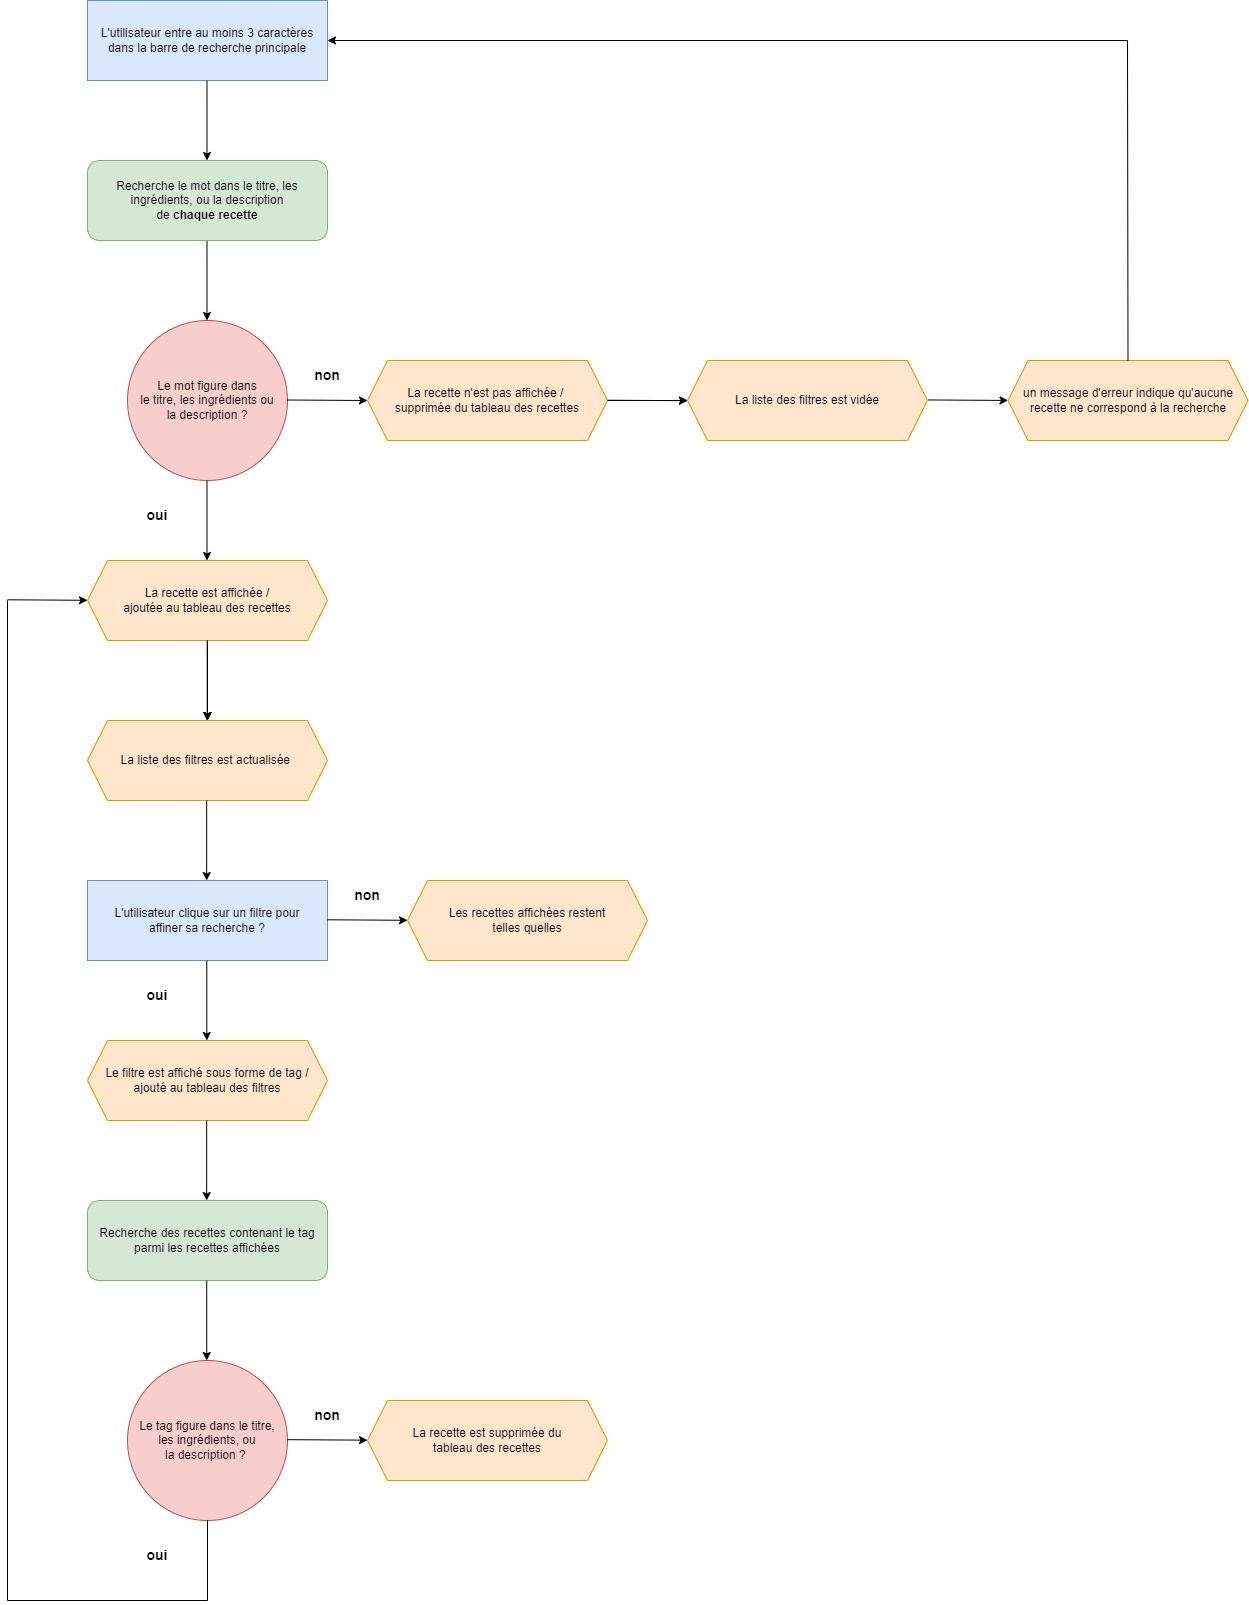 L'utilisateur entre au moins 3 caractères
dans la barre de recherche principale
Recherche le mot dans le titre, les
ingrédients, ou la description
de chaque recette
Le mot figure dans
le titre, les ingrédients ou
la description ?
non
La recette n'est pas affichée /
supprimée du tableau des recettes
La liste des filtres est vidée
un message d'erreur indique qu'aucune
recette ne correspond à la recherche
oui
La recette est affichée /
ajoutée au tableau des recettes
La liste des filtres est actualisée
L'utilisateur clique sur un filtre pour
affiner sa recherche ?
non
Les recettes affichées restent
telles quelles
oui
Le filtre est affiché sous forme de tag /
ajouté au tableau des filtres
Recherche des recettes contenant le tag
parmi les recettes affichées
Le tag figure dans le titre,
les ingrédients, ou
la description ?
non
La recette est supprimée du
tableau des recettes
oui